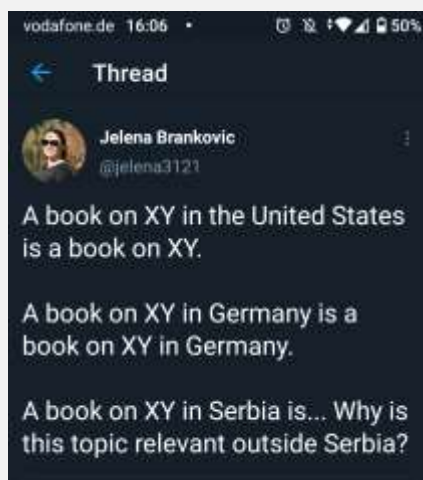 vodafone.de 16:06 • 50%
Thread
Jelena Brankovic
@jelena3121
A book on XY in the United States
is a book on XY.
A book on XY in Germany is a
book on XY in Germany.
A book on XY in Serbia is... Why is
this topic relevant outside Serbia?